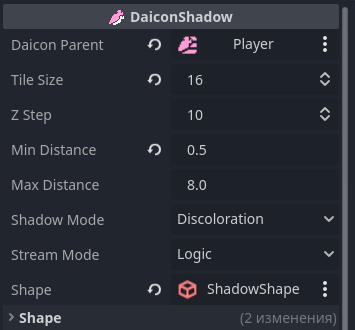 DaiconShadow
Daicon Parent Player
Tile Size 16
Z Step 10
Min Distance 0.5
Max Distance 8.0
Shadow Mode Discoloration
Stream Mode Logic
Shape ShadowShape
Shape (2 изменения)